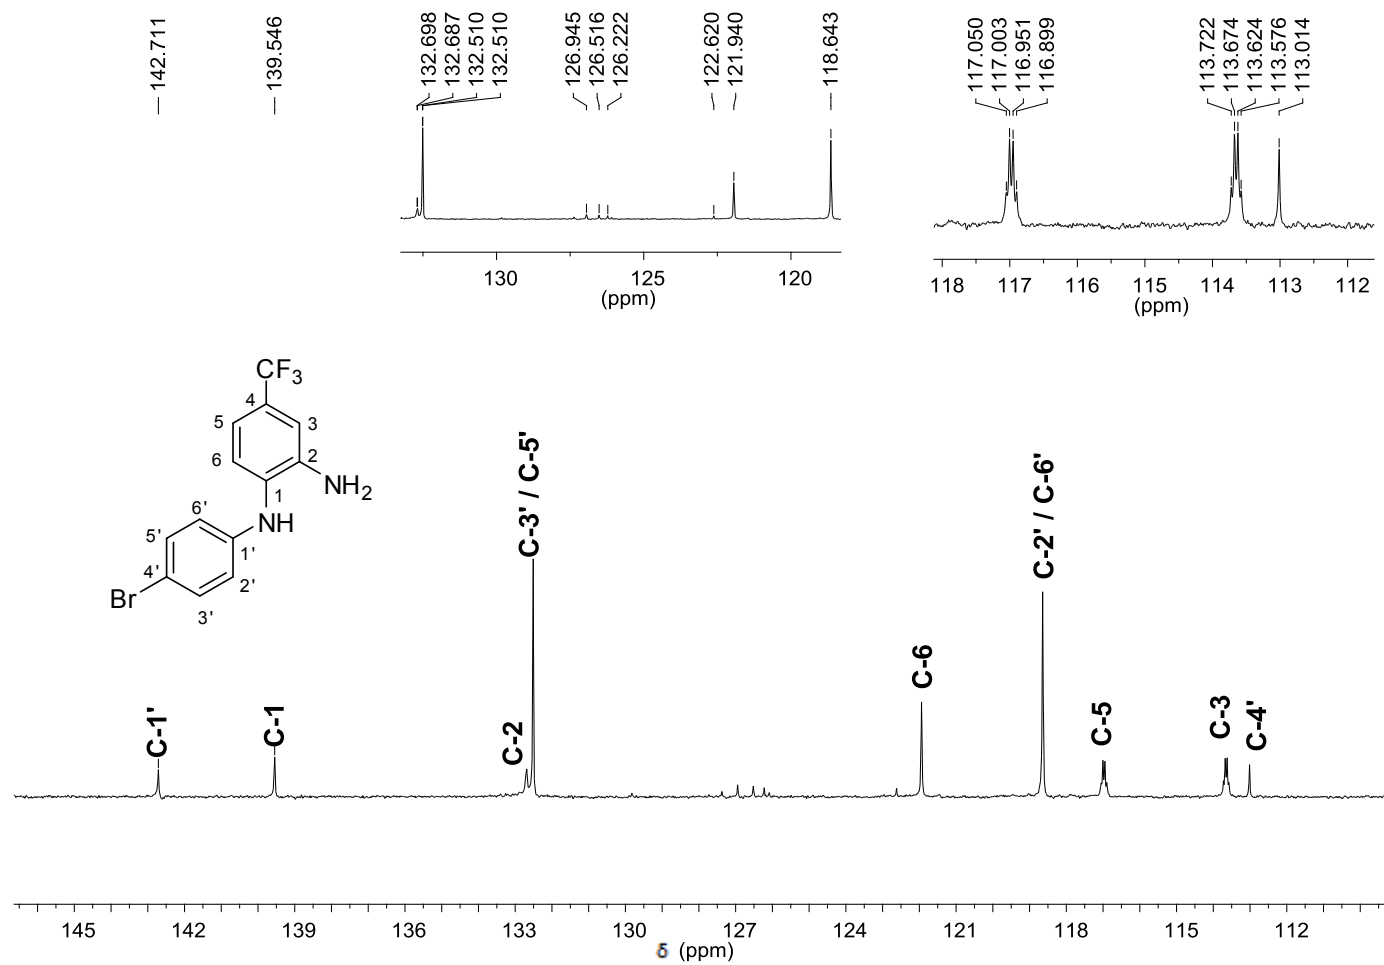 142.711
139.546
132.698
132.687
132.510
132.510
126.945
126.516
126.222
122.620
121.940
118.643
117.050
117.003
116.951
116.899
113.722
113.674
113.624
113.576
113.014
130 125 120
(ppm)
118 117 116 115 114 113 112
(ppm)
CF3
4
5 3
6 2
NH2
1
6' NH
5'
1'
4' 2'
Br
3'
C-1'
C-1
C-2
C-3' / C-5'
C-6
C-2' / C-6'
C-5
C-3
C-4'
145 142 139 136 133 130 127 124 121 118 115 112
δ (ppm)